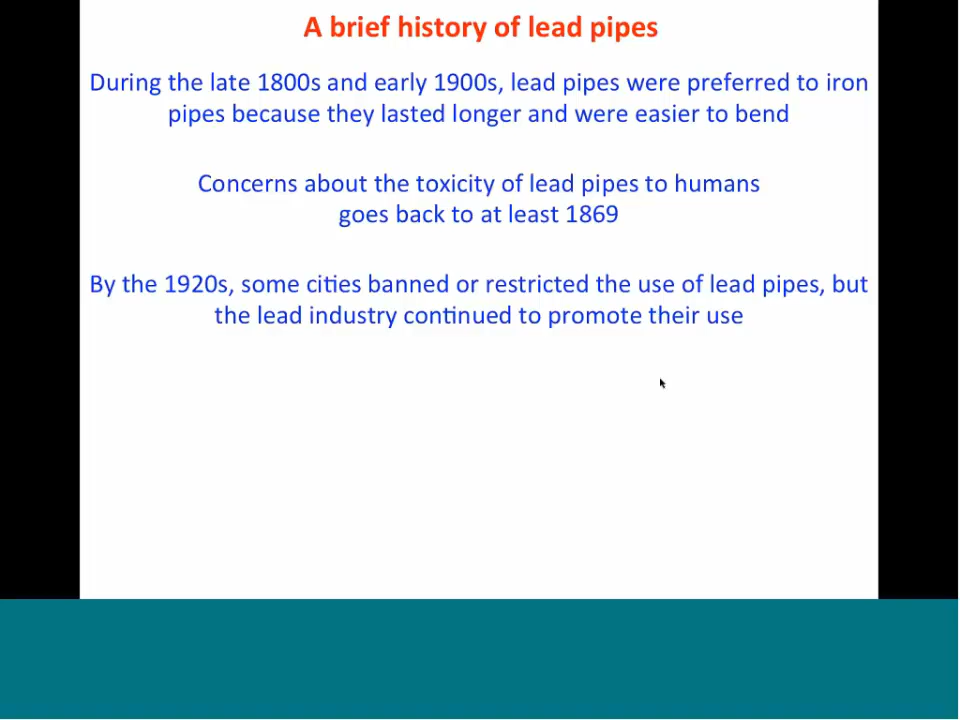 A brief history of lead pipes
During the late 1800s and early 1900s, lead pipes were preferred to iron
pipes because they lasted longer and were easier to bend
Concerns about the toxicity of lead pipes to humans
goes back to at least 1869
By the 1920s, some cities banned or restricted the use of lead pipes, but
the lead industry continued to promote their use